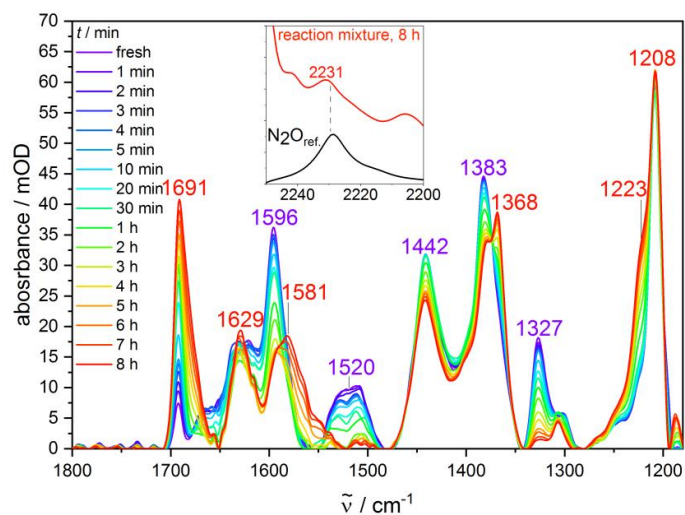 70
65
60
55
50
45
40
35
30
25
20
15
10
5
0
abosrbance / mOD
t / min
fresh
1 min
2 min
3 min
4 min
5 min
10 min
20 min
30 min
1 h
2 h
3 h
4 h
5 h
6 h
7 h
8 h
reaction mixture, 8 h
2231
N₂Oref.
2240
2220
2200
1691
1629
1596
1581
1520
1442
1383
1368
1327
1223
1208
1800
1700
1600
1500
1400
1300
1200
ν̃ / cm⁻¹